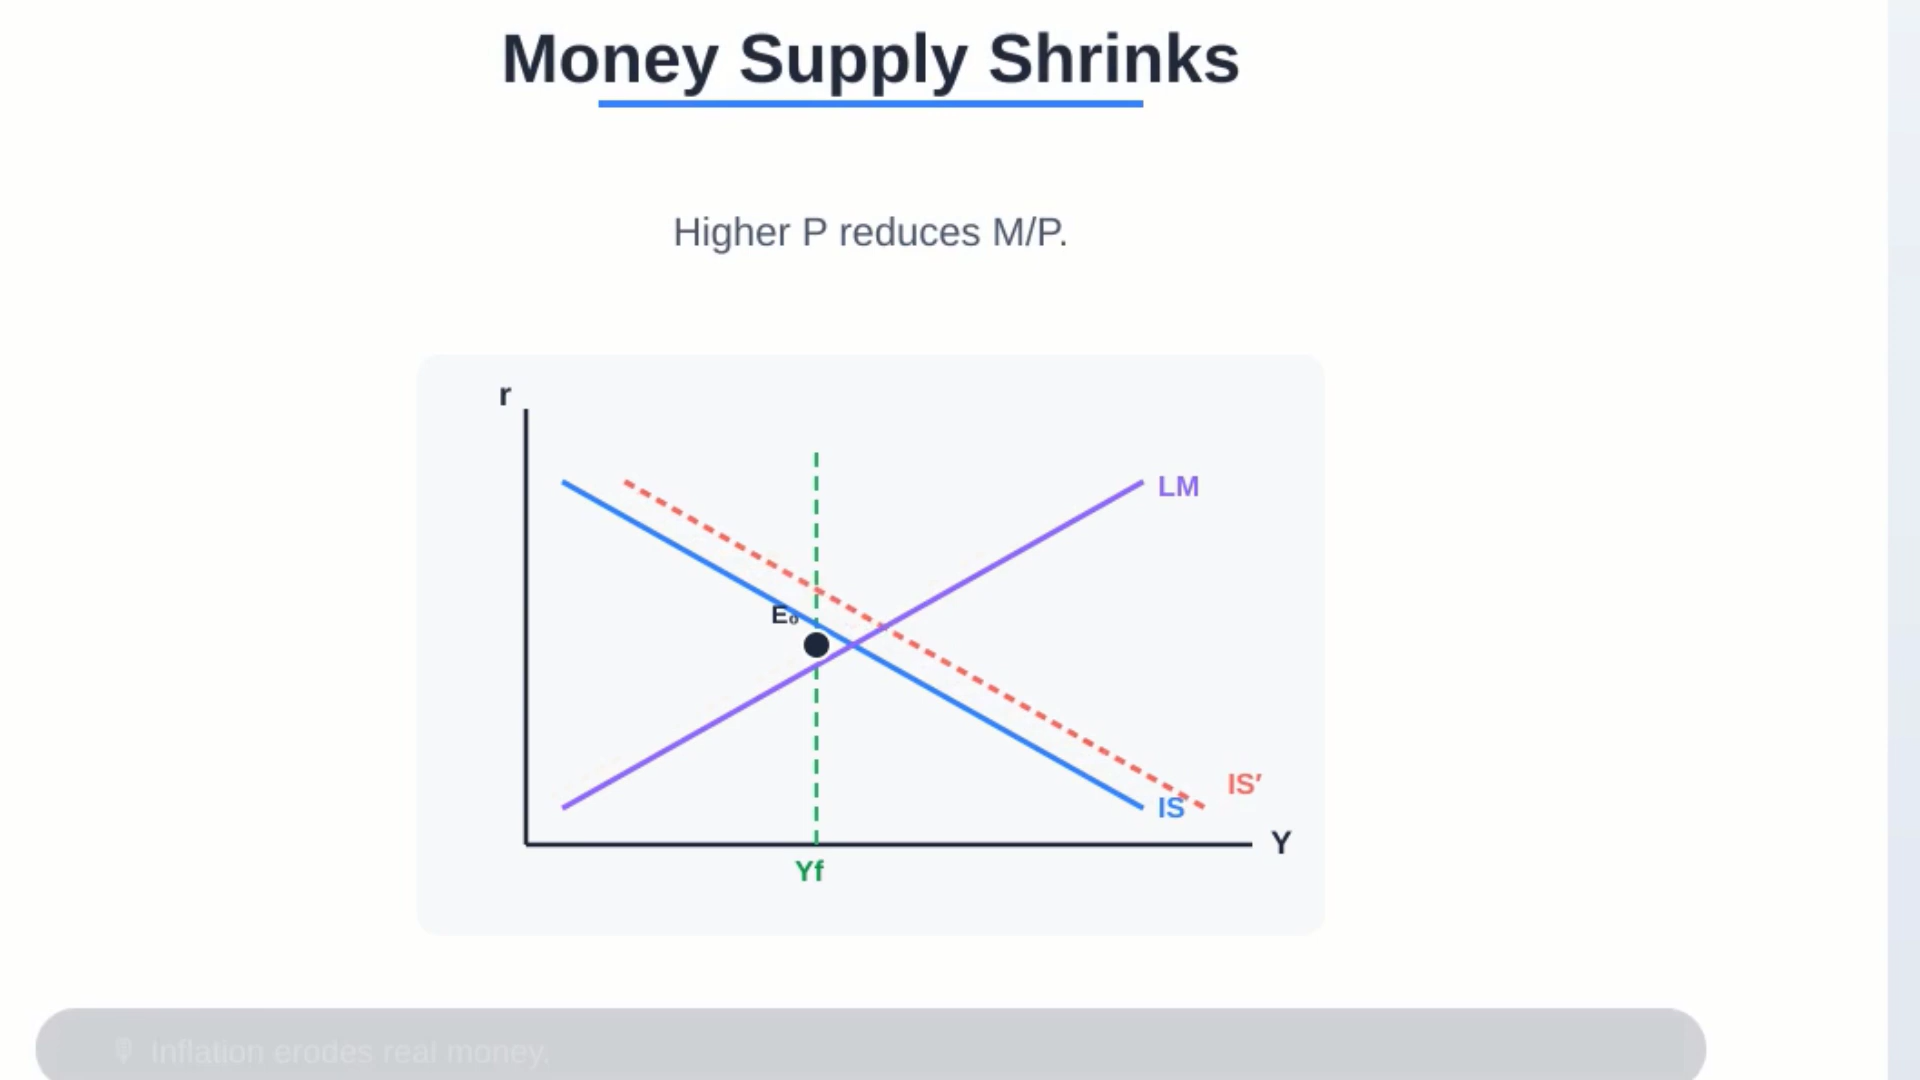 Money Supply Shrinks
Higher P reduces M/P.
r
LM
E₀
IS′
IS
Y
Yf
Inflation erodes real money.